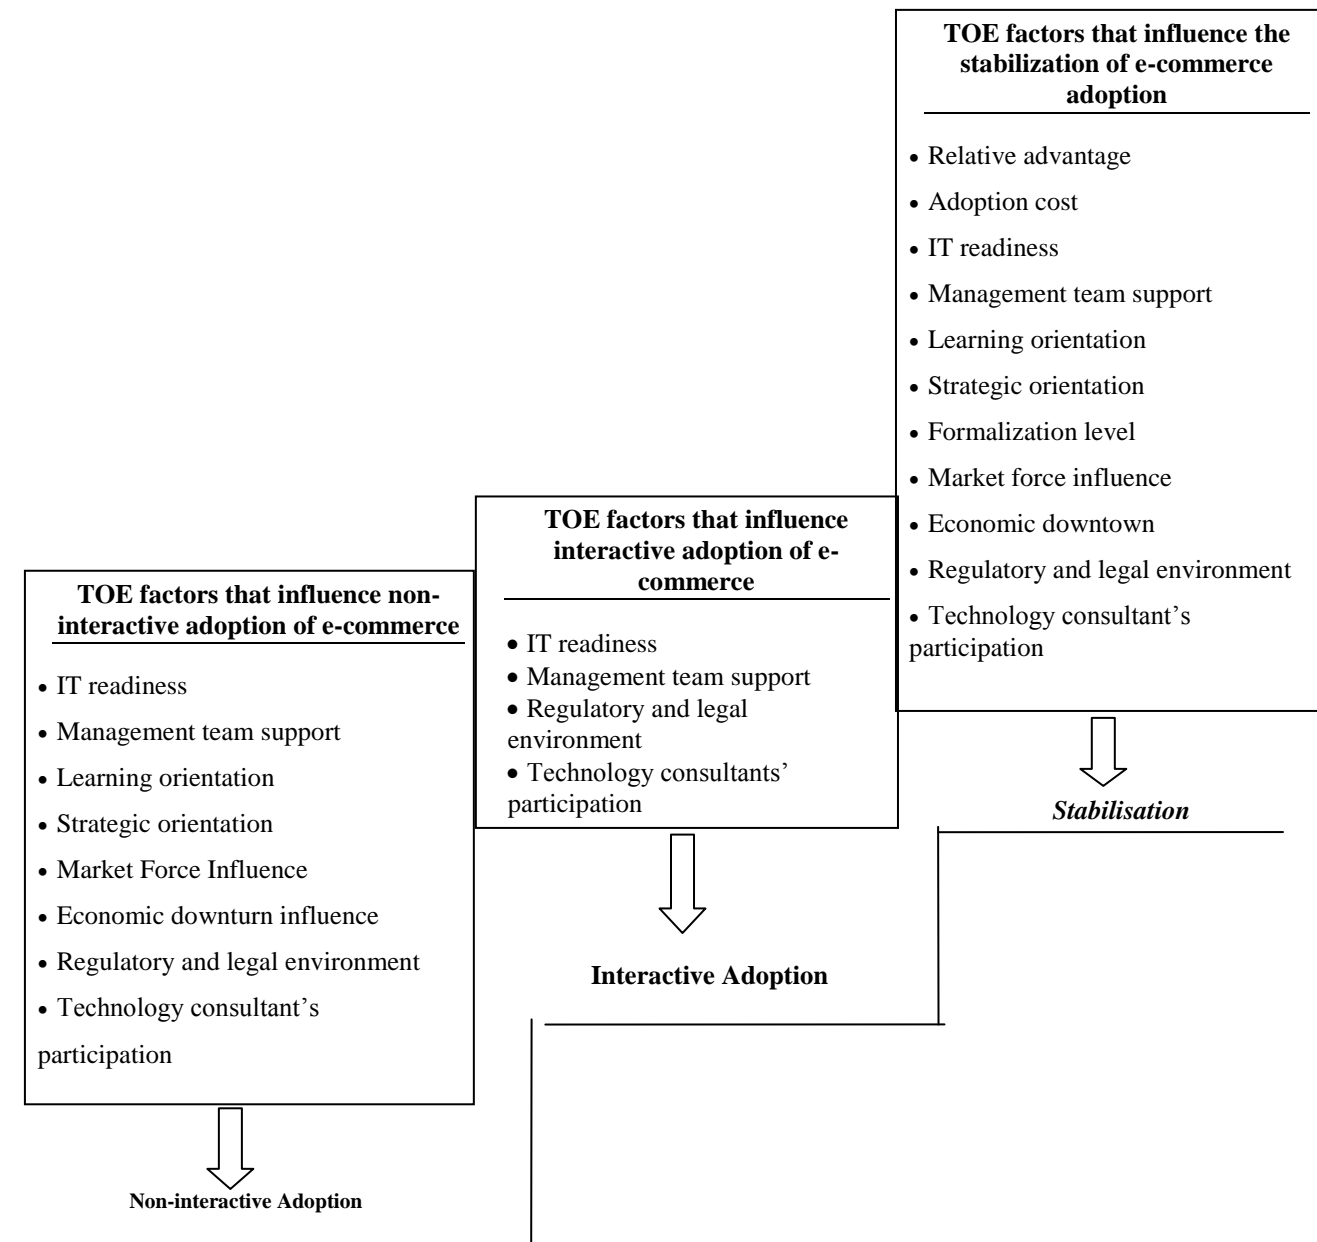 TOE factors that influence the
stabilization of e-commerce
adoption
• Relative advantage
• Adoption cost
• IT readiness
• Management team support
• Learning orientation
• Strategic orientation
• Formalization level
• Market force influence
• Economic downtown
• Regulatory and legal environment
• Technology consultant’s
participation
Stabilisation
TOE factors that influence
interactive adoption of e-
commerce
• IT readiness
• Management team support
• Regulatory and legal
environment
• Technology consultants’
participation
Interactive Adoption
TOE factors that influence non-
interactive adoption of e-commerce
• IT readiness
• Management team support
• Learning orientation
• Strategic orientation
• Market Force Influence
• Economic downturn influence
• Regulatory and legal environment
• Technology consultant’s
participation
Non-interactive Adoption